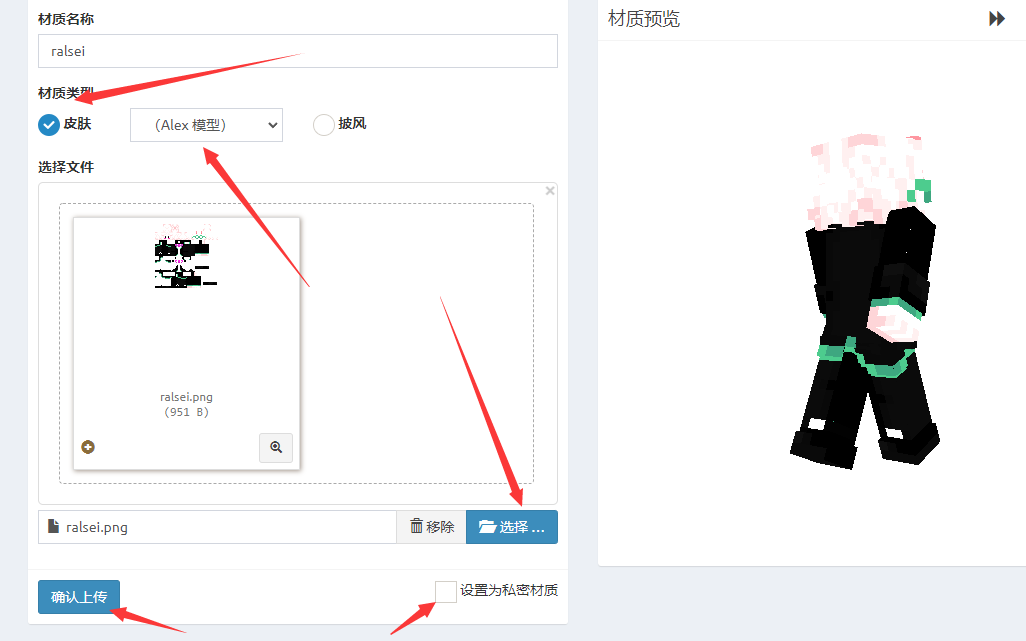 材质名称
材质预览
ralsei
材质类型
皮肤
(Alex 模型)
披风
选择文件
ralsei.png
(951 B)
ralsei.png
移除
选择 ...
确认上传
设置为私密材质